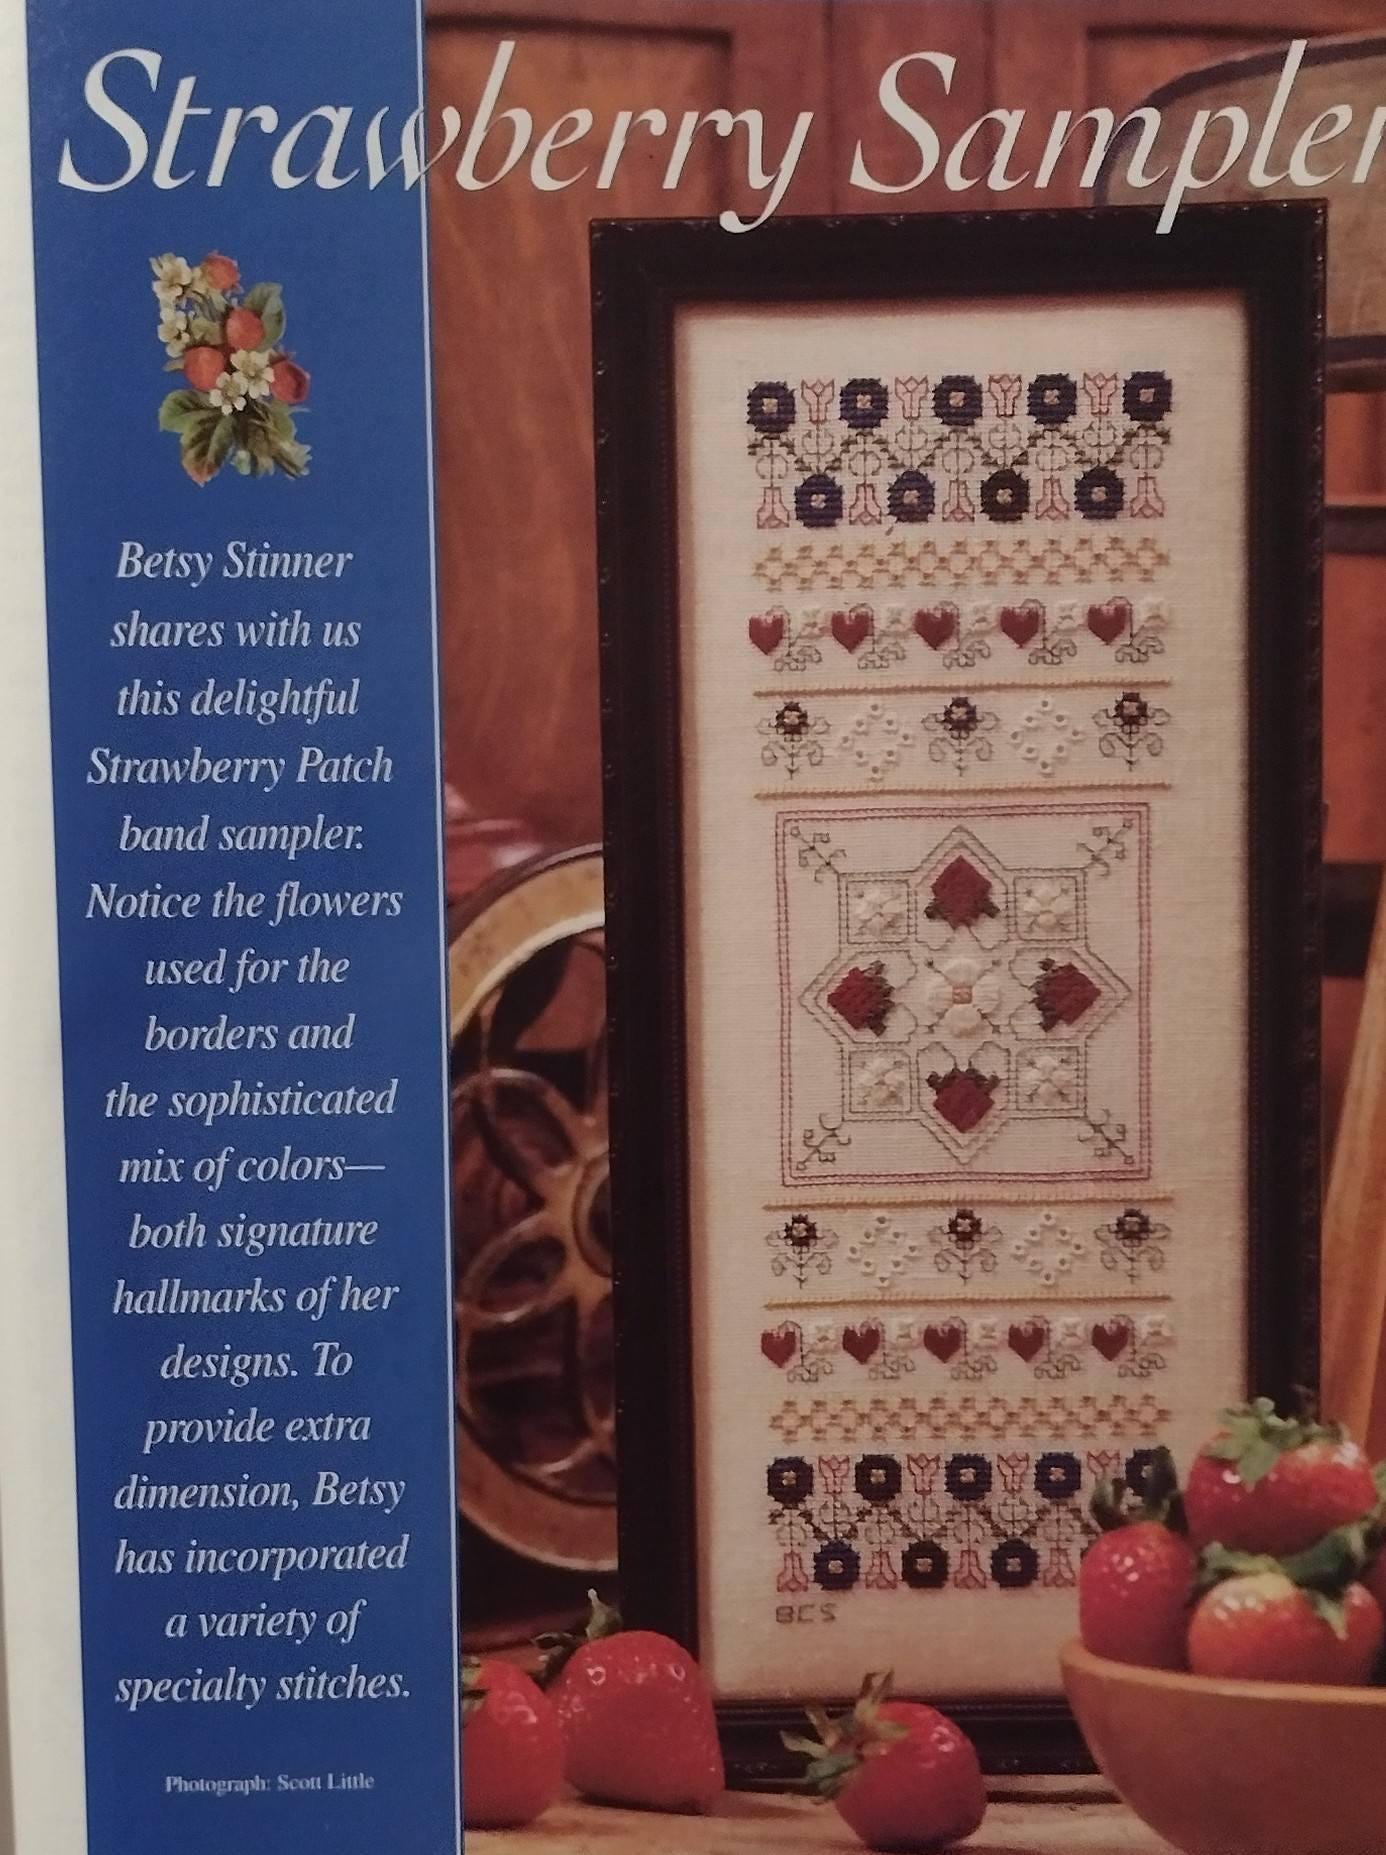 Strawberry Sampler
Betsy Stinner
shares with us
this delightful
Strawberry Patch
band sampler.
Notice the flowers
used for the
borders and
the sophisticated
mix of colors—
both signature
hallmarks of her
designs. To
provide extra
dimension, Betsy
has incorporated
a variety of
specialty stitches.
Photograph: Scott Little
BCS